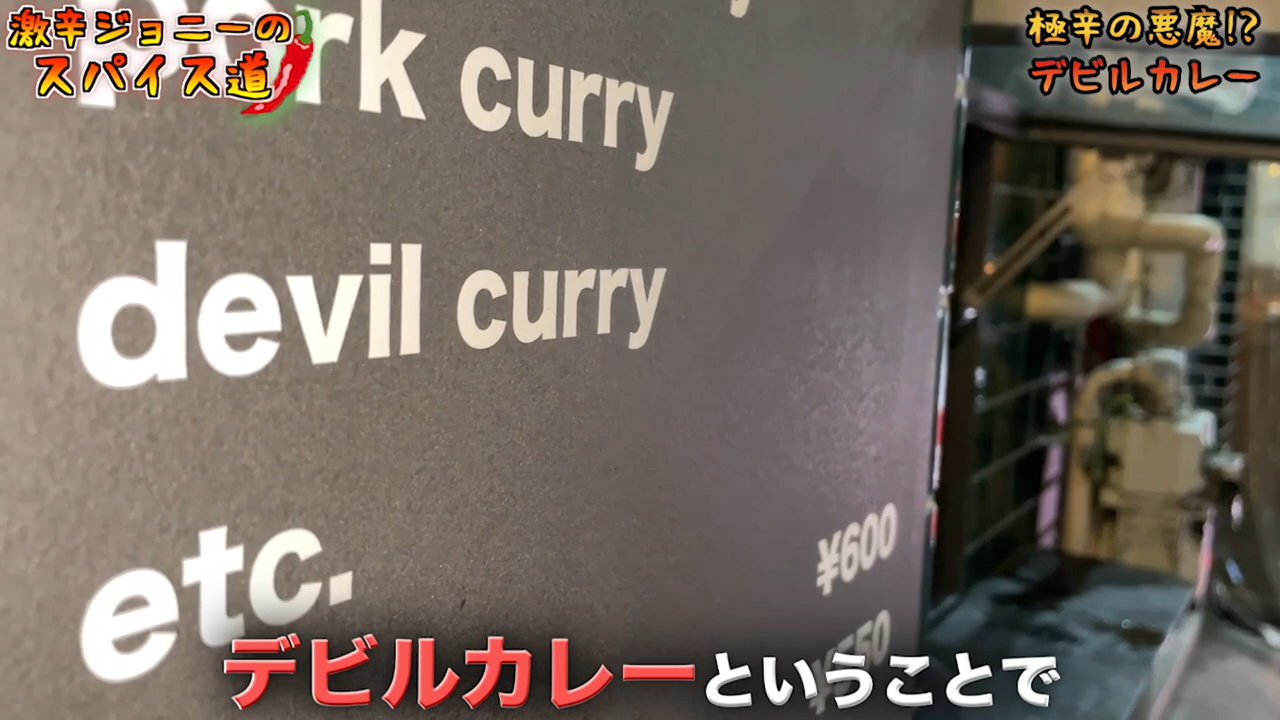 激辛ジョニーの
スパイス道
極辛の悪魔!?
デビルカレー
pork curry
devil curry
etc.
¥600
¥550
デビルカレーということで